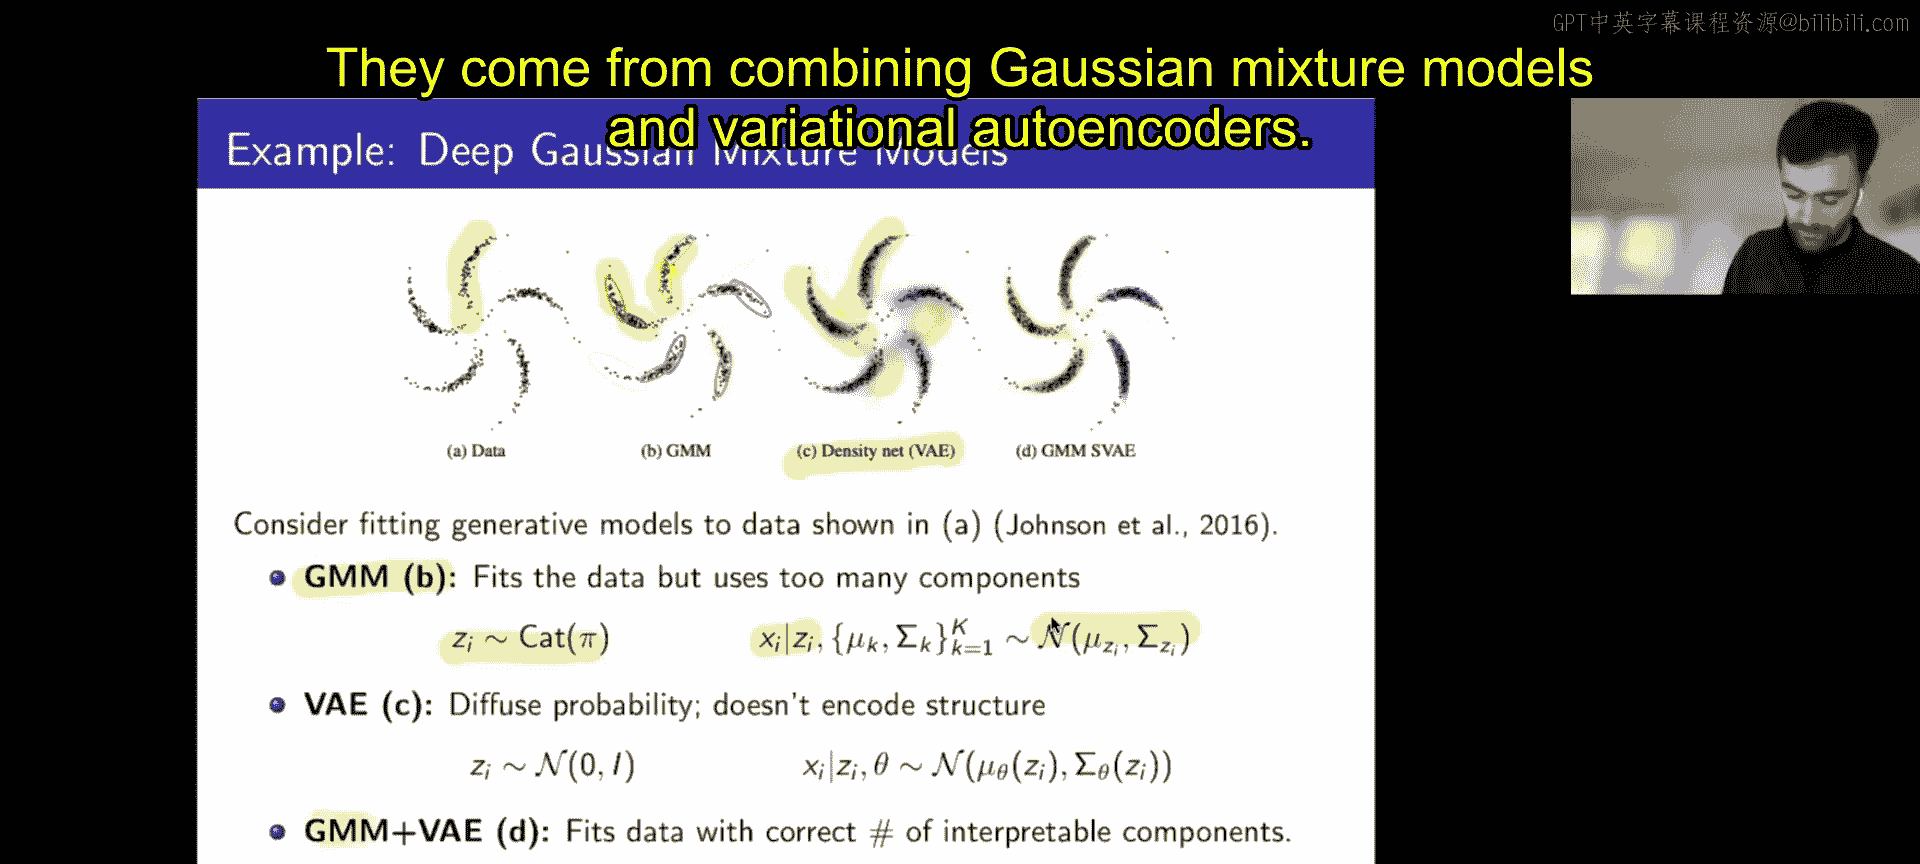 GPT中英字幕课程资源@bilibili.com
They come from combining Gaussian mixture models
and variational autoencoders.
Example: Deep Gaussian Mixture Models
(a) Data
(b) GMM
(c) Density net (VAE)
(d) GMM SVAE
Consider fitting generative models to data shown in (a) (Johnson et al., 2016).
GMM (b): Fits the data but uses too many components
z_i ∼ Cat(π) x_i|z_i, {μ_k, Σ_k}_{k=1}^K ∼ 𝒩(μ_{z_i}, Σ_{z_i})
VAE (c): Diffuse probability; doesn't encode structure
z_i ∼ 𝒩(0, I) x_i|z_i, θ ∼ 𝒩(μ_θ(z_i), Σ_θ(z_i))
GMM+VAE (d): Fits data with correct # of interpretable components.